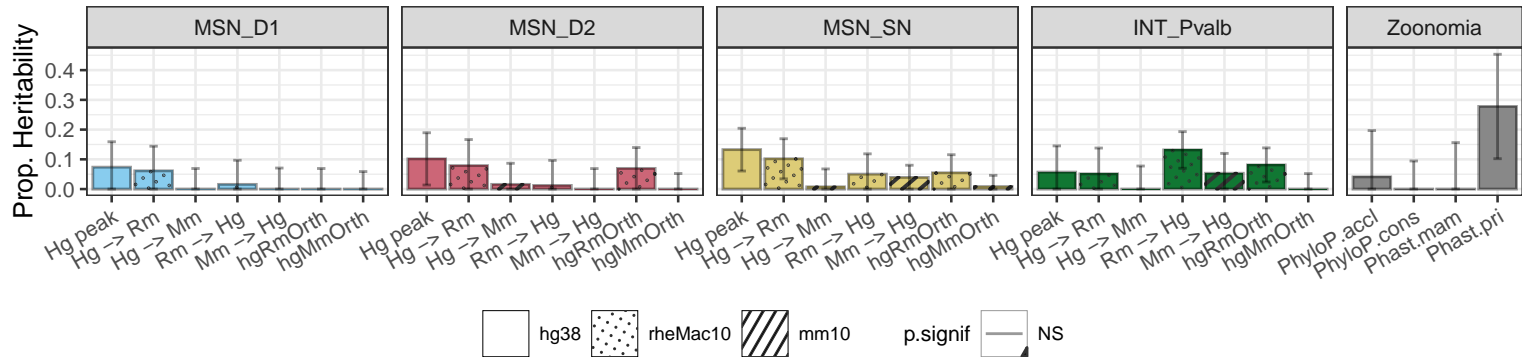 MSN_D1 MSN_D2 MSN_SN INT_Pvalb Zoonomia
Prop. Heritability
0.4
0.3
0.2
0.1
0.0
Hg peak Hg −> Rm Hg −> Mm Rm −> Hg Mm −> Hg hgRmOrth hgMmOrth
Hg peak Hg −> Rm Hg −> Mm Rm −> Hg Mm −> Hg hgRmOrth hgMmOrth
Hg peak Hg −> Rm Hg −> Mm Rm −> Hg Mm −> Hg hgRmOrth hgMmOrth
Hg peak Hg −> Rm Hg −> Mm Rm −> Hg Mm −> Hg hgRmOrth hgMmOrth
PhyloP.accl PhyloP.cons Phast.mam Phast.pri
hg38 rheMac10 mm10 p.signif NS